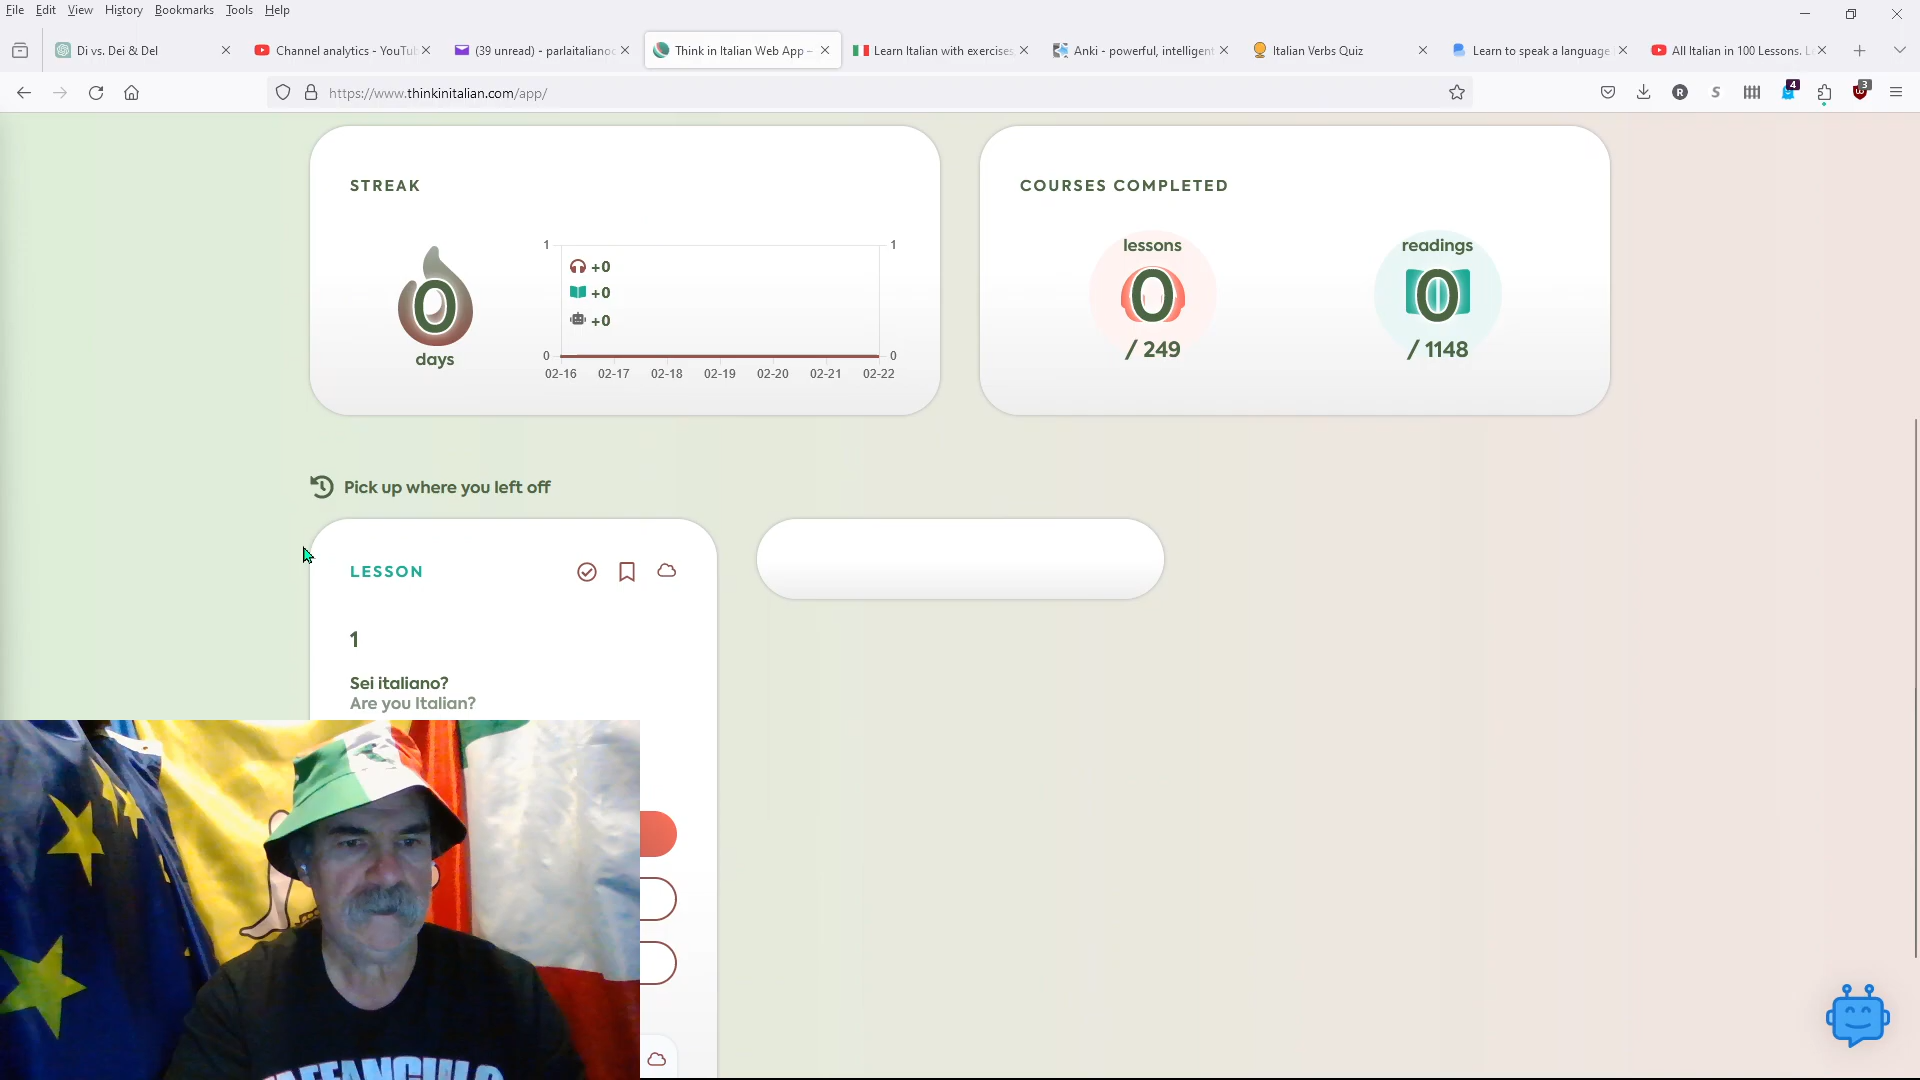 File Edit View History Bookmarks Tools Help
Di vs. Dei & Del
Channel analytics - YouTu
(39 unread) - parlaitaliano
Think in Italian Web App –
Learn Italian with exercises,
Anki - powerful, intelligent
Italian Verbs Quiz
Learn to speak a language
All Italian in 100 Lessons. L
https://www.thinkinitalian.com/app/
4
3
STREAK
0
days
1
1
+0
+0
+0
0
0
02-16 02-17 02-18 02-19 02-20 02-21 02-22
COURSES COMPLETED
lessons
0
/ 249
readings
0
/ 1148
Pick up where you left off
LESSON
1
Sei italiano?
Are you Italian?